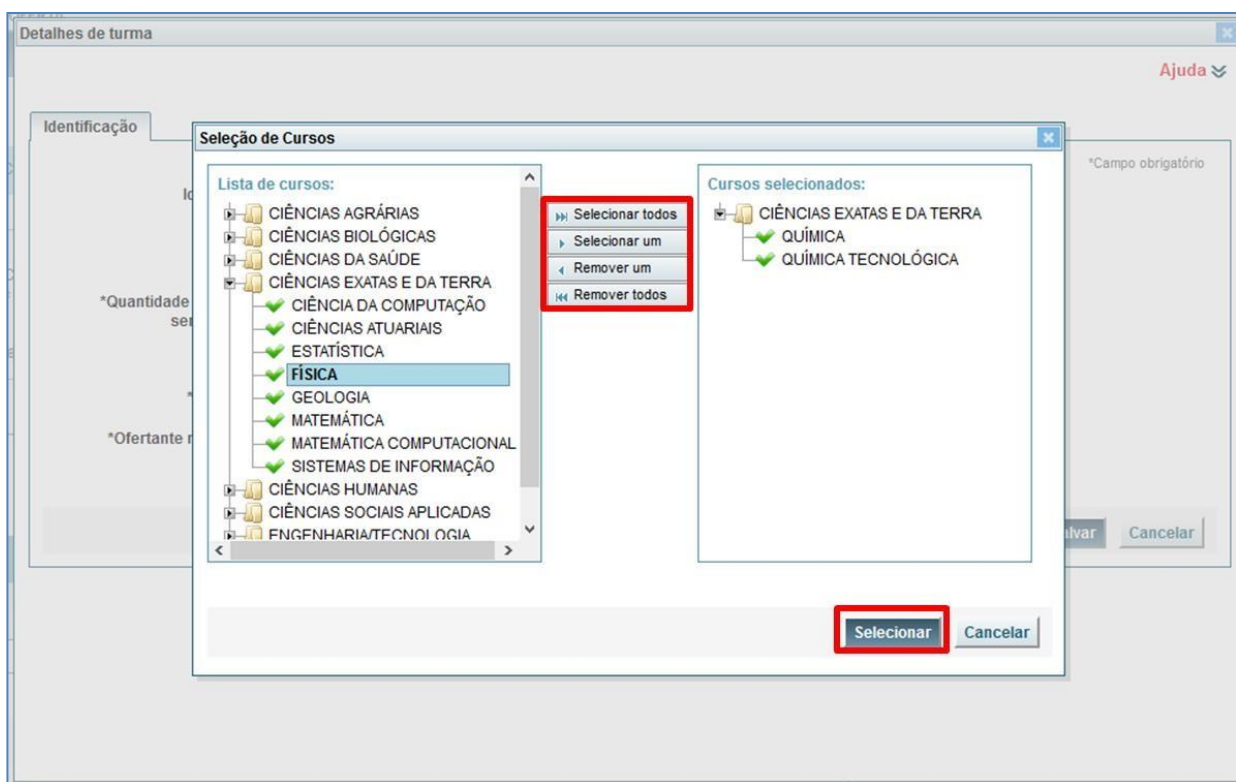 Detalhes de turma
Ajuda
Identificação
*Campo obrigatório
*Quantidade
*Ofertante
Cancelar
Seleção de Cursos
Lista de cursos:
CIÊNCIAS AGRÁRIAS
CIÊNCIAS BIOLÓGICAS
CIÊNCIAS DA SAÚDE
CIÊNCIAS EXATAS E DA TERRA
CIÊNCIA DA COMPUTAÇÃO
CIÊNCIAS ATUARIAIS
ESTATÍSTICA
FÍSICA
GEOLOGIA
MATEMÁTICA
MATEMÁTICA COMPUTACIONAL
SISTEMAS DE INFORMAÇÃO
CIÊNCIAS HUMANAS
CIÊNCIAS SOCIAIS APLICADAS
ENGENHARIA/TECNOLOGIA
Selecionar todos
Selecionar um
Remover um
Remover todos
Cursos selecionados:
CIÊNCIAS EXATAS E DA TERRA
QUÍMICA
QUÍMICA TECNOLÓGICA
Selecionar
Cancelar